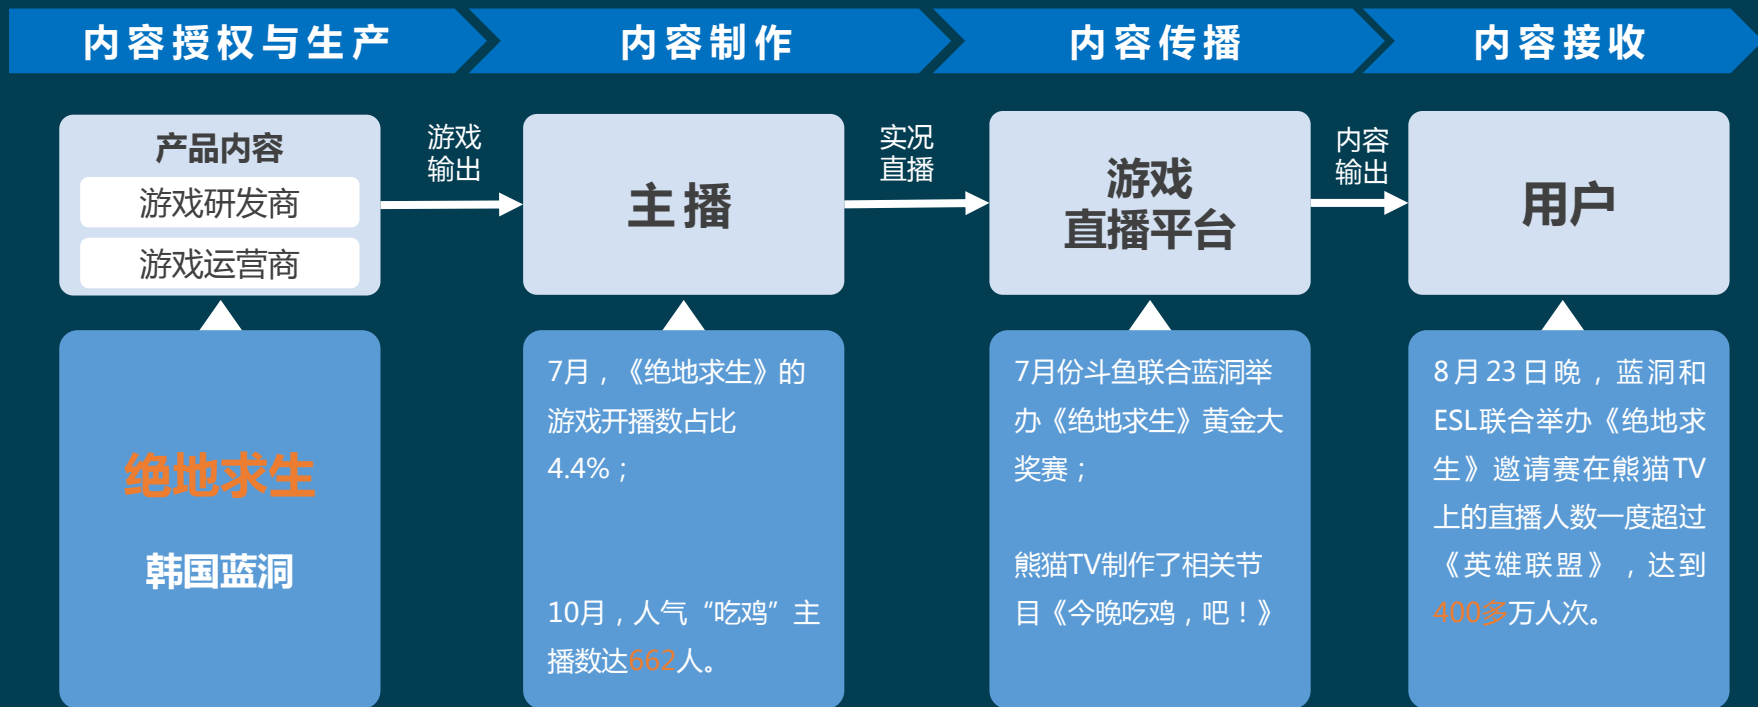 内容授权与生产
内容制作
内容传播
内容接收
产品内容
游戏研发商
游戏运营商
游戏
输出
主播
实况
直播
游戏
直播平台
内容
输出
用户
绝地求生
韩国蓝洞
7月，《绝地求生》的
游戏开播数占比
4.4%；
10月，人气“吃鸡”主
播数达662人。
7月份斗鱼联合蓝洞举
办《绝地求生》黄金大
奖赛；
熊猫TV制作了相关节
目《今晚吃鸡，吧！》
8月23日晚，蓝洞和
ESL联合举办《绝地求
生》邀请赛在熊猫TV
上的直播人数一度超过
《英雄联盟》，达到
400多万人次。